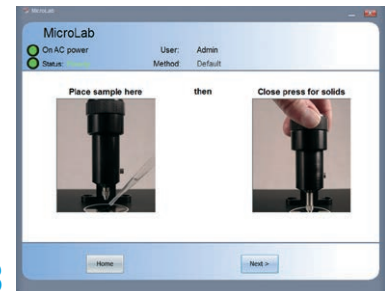 MicroLab
MicroLab
On AC power User: Admin
Status: Ready Method: Default
Place sample here then Close press for solids
Home Next >